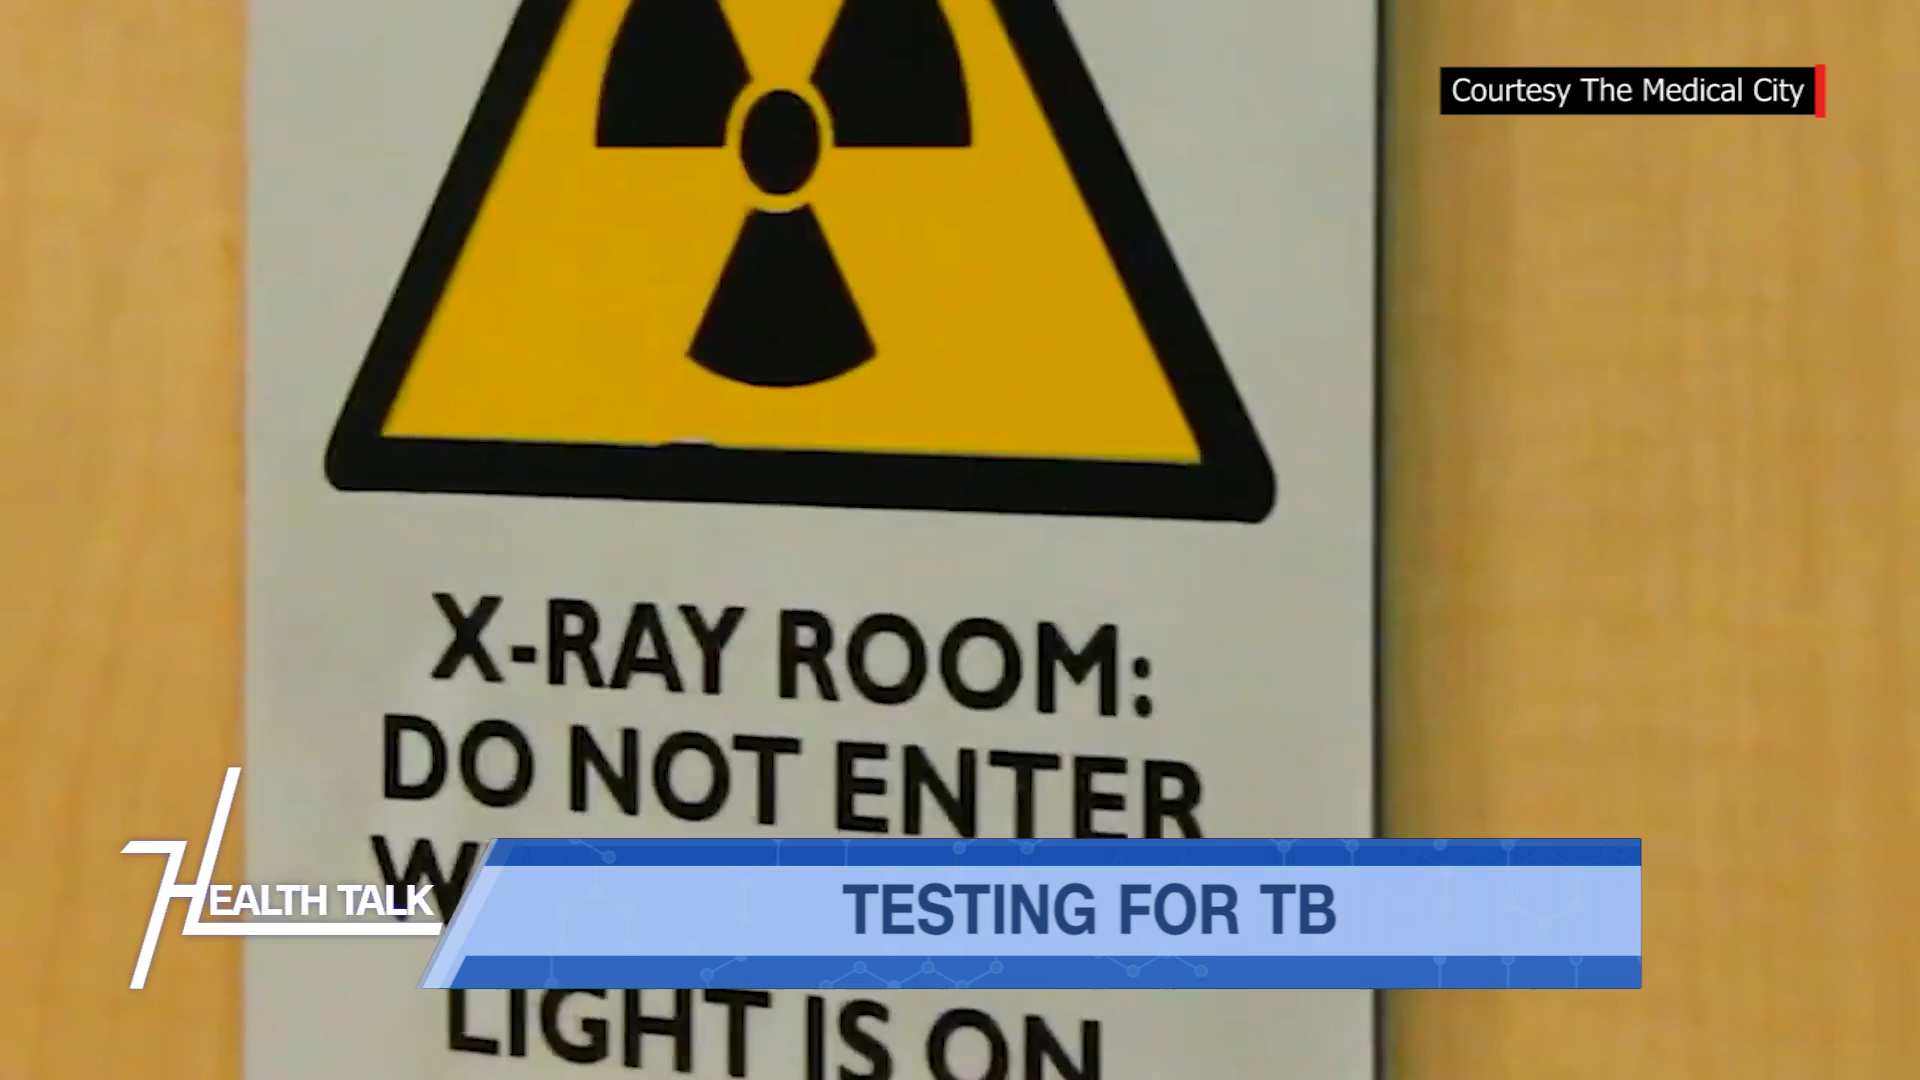 Courtesy The Medical City
X-RAY ROOM:
DO NOT ENTER
HEALTH TALK
TESTING FOR TB
LIGHT IS ON